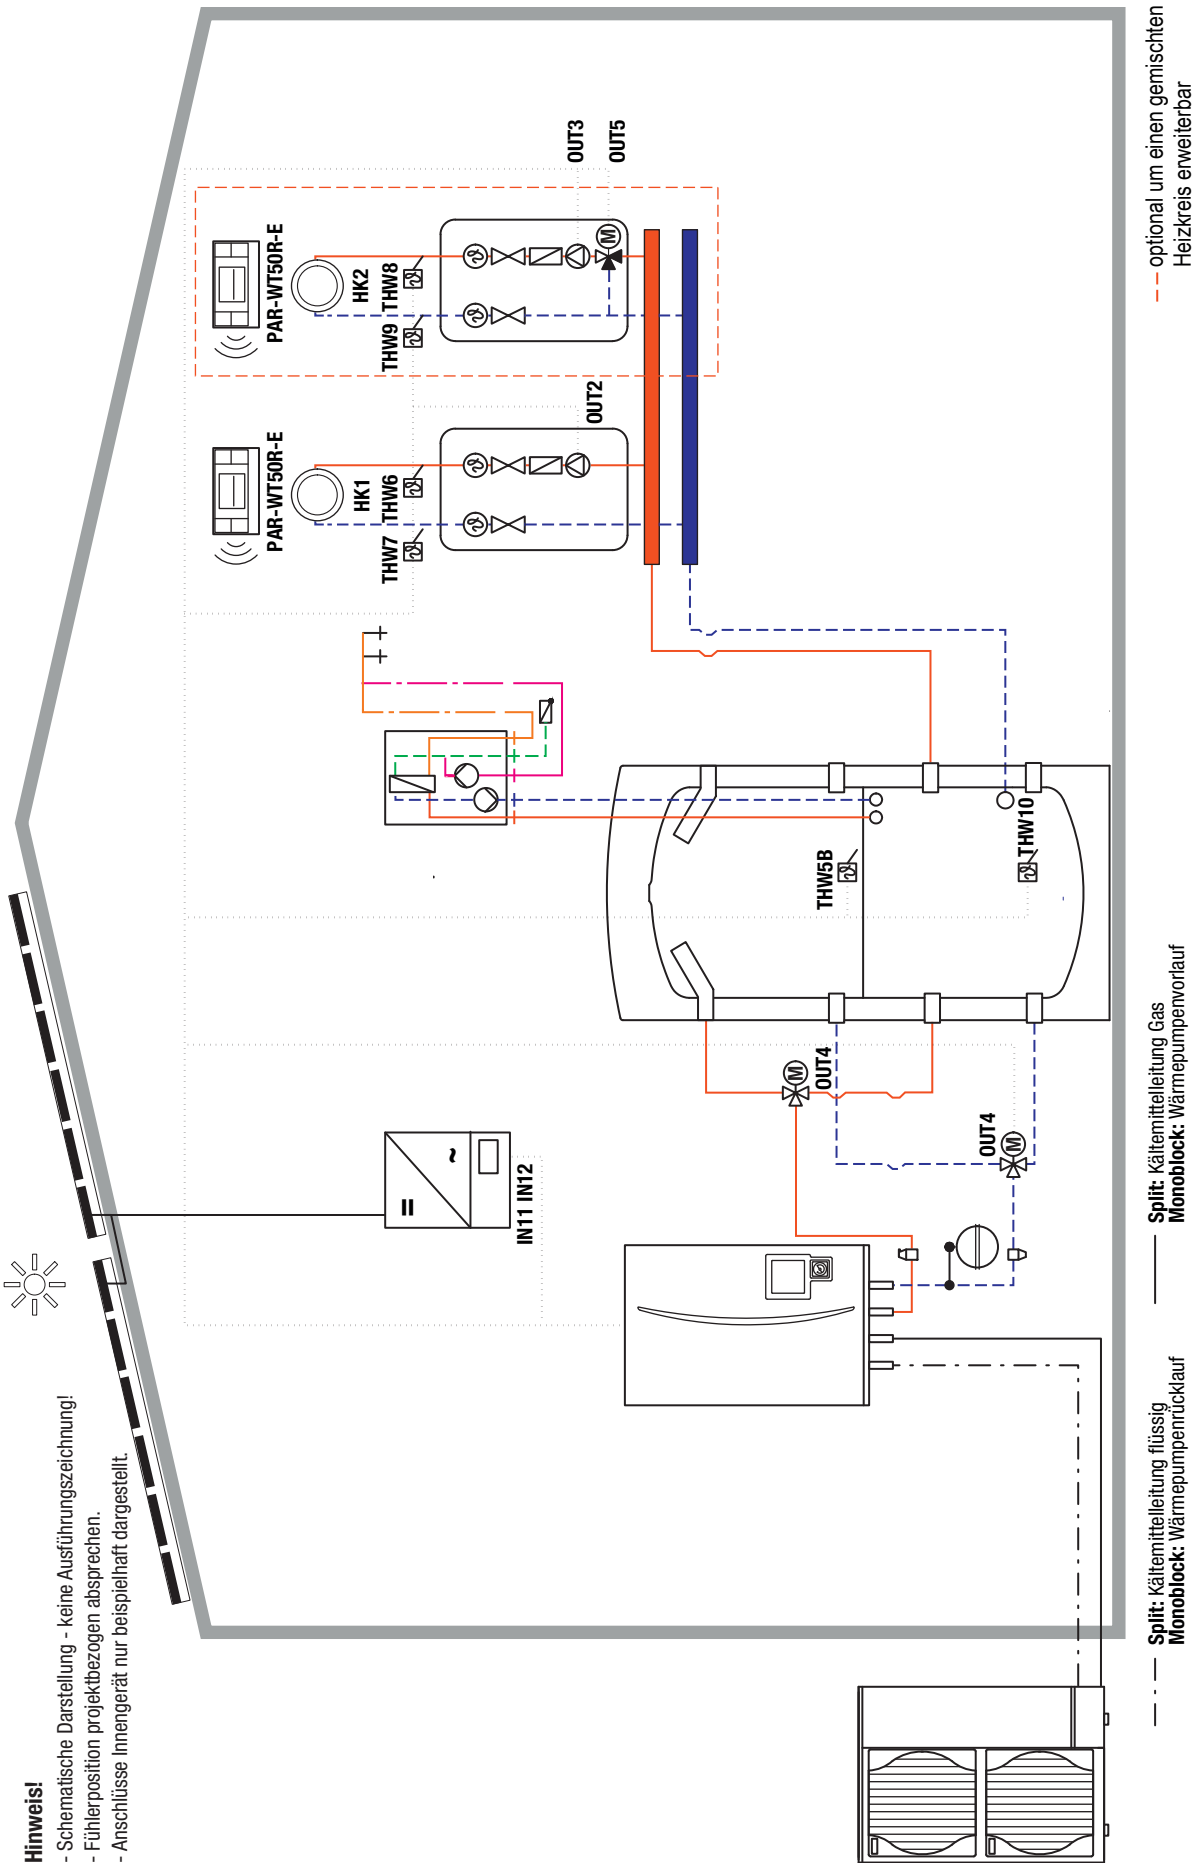 Hinweis!
- Schematische Darstellung - keine Ausführungszeichnung!
- Fühlerposition projektbezogen absprechen.
- Anschlüsse Innengerät nur beispielhaft dargestellt.
PAR-WT50R-E
PAR-WT50R-E
HK1
HK2
THW7
THW6
THW9
THW8
OUT2
OUT3
OUT5
M
IN11 IN12
= ~
M
OUT4
OUT4
M
THW5B
THW10
Split: Kältemittelleitung flüssig
Monoblock: Wärmepumpenrücklauf
Split: Kältemittelleitung Gas
Monoblock: Wärmepumpenvorlauf
optional um einen gemischten
Heizkreis erweiterbar